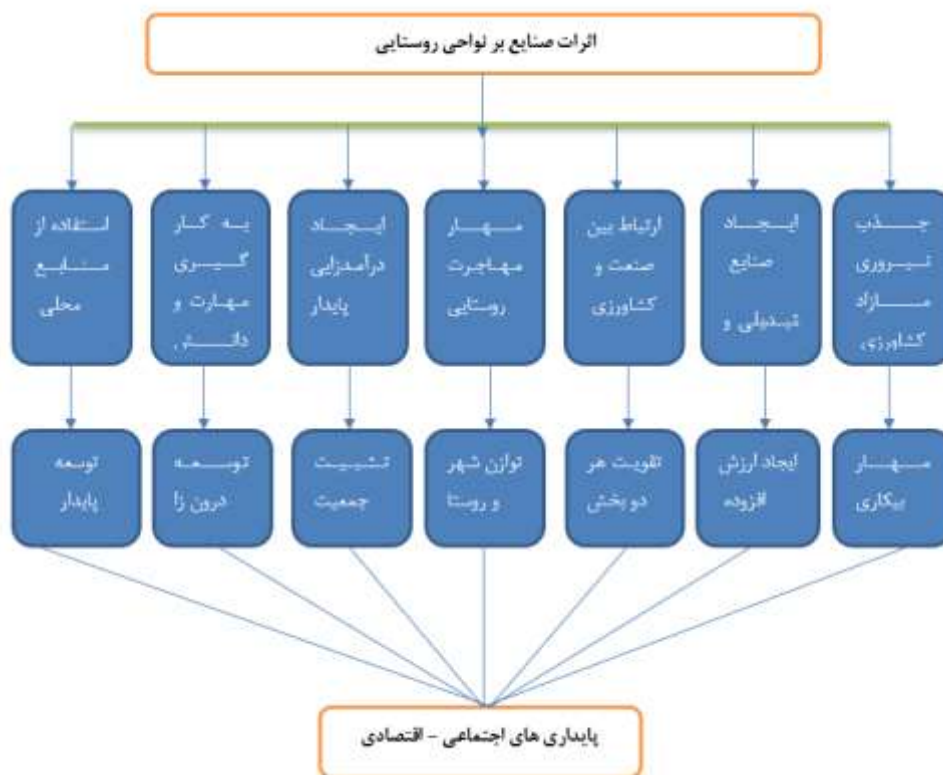 اثرات صنایع بر نواحی روستایی
جذب
نیروری
مازاد
کشاورزی
ایجاد
صنایع
تبدیلی و
ارتباط بین
صنعت و
کشاورزی
مهار
مهاجرت
روستایی
ایجاد
درآمدزایی
پایدار
به کار
گیری
مهارت و
دانش
استفاده از
منابع
محلی
مهار
بیکاری
ایجاد ارزش
افزوده
تقویت هر
دو بخش
توازن شهر
و روستا
تثبیت
جمعیت
توسعه
درون زا
توسعه
پایدار
پایداری های اجتماعی - اقتصادی